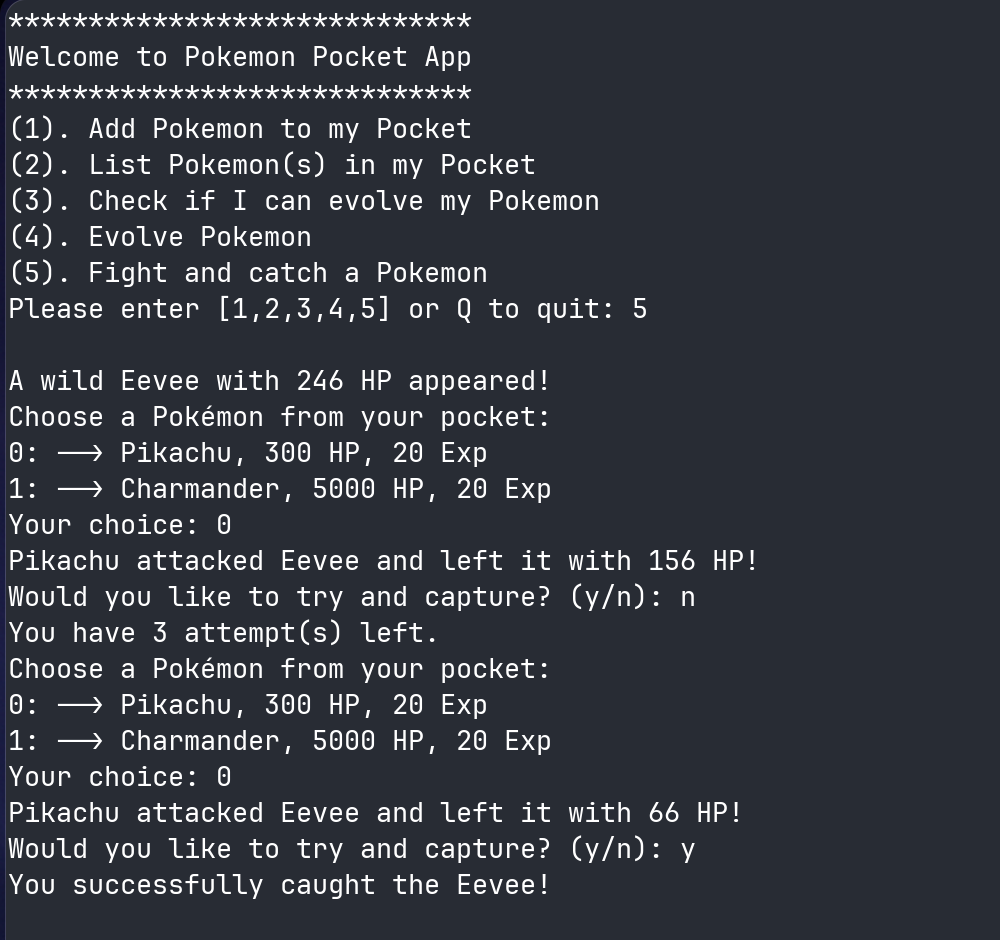 *****************************
Welcome to Pokemon Pocket App
*****************************
(1). Add Pokemon to my Pocket
(2). List Pokemon(s) in my Pocket
(3). Check if I can evolve my Pokemon
(4). Evolve Pokemon
(5). Fight and catch a Pokemon
Please enter [1,2,3,4,5] or Q to quit: 5
A wild Eevee with 246 HP appeared!
Choose a Pokémon from your pocket:
0: --> Pikachu, 300 HP, 20 Exp
1: --> Charmander, 5000 HP, 20 Exp
Your choice: 0
Pikachu attacked Eevee and left it with 156 HP!
Would you like to try and capture? (y/n): n
You have 3 attempt(s) left.
Choose a Pokémon from your pocket:
0: --> Pikachu, 300 HP, 20 Exp
1: --> Charmander, 5000 HP, 20 Exp
Your choice: 0
Pikachu attacked Eevee and left it with 66 HP!
Would you like to try and capture? (y/n): y
You successfully caught the Eevee!